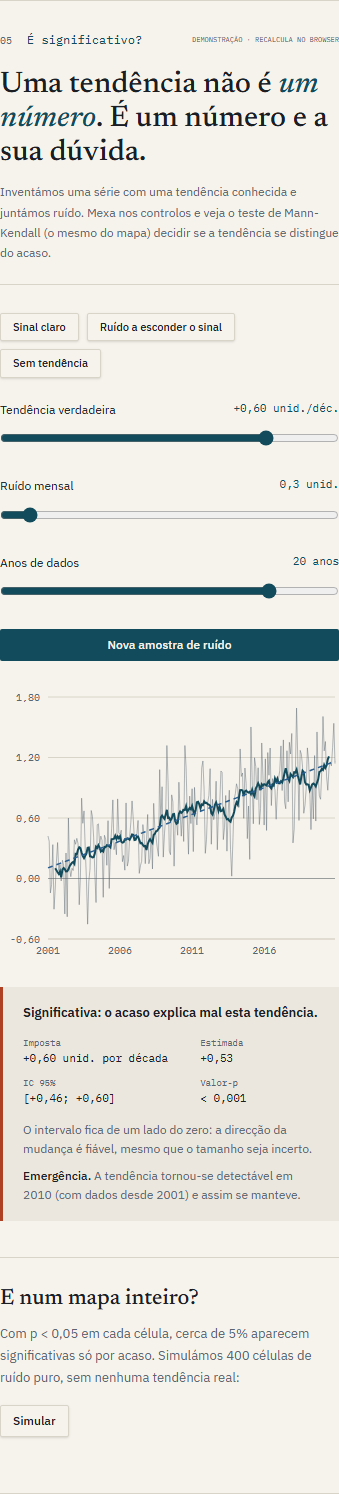 05 É significativo? DEMONSTRAÇÃO · RECALCULA NO BROWSER
Uma tendência não é um
número. É um número e a
sua dúvida.
Inventámos uma série com uma tendência conhecida e
juntámos ruído. Mexa nos controlos e veja o teste de Mann-
Kendall (o mesmo do mapa) decidir se a tendência se distingue
do acaso.
Sinal claro Ruído a esconder o sinal
Sem tendência
Tendência verdadeira +0,60 unid./déc.
Ruído mensal 0,3 unid.
Anos de dados 20 anos
Nova amostra de ruído
1,80
1,20
0,60
0,00
-0,60
2001 2006 2011 2016
Significativa: o acaso explica mal esta tendência.
Imposta Estimada
+0,60 unid. por década +0,53
IC 95% Valor-p
[+0,46; +0,60] < 0,001
O intervalo fica de um lado do zero: a direcção da
mudança é fiável, mesmo que o tamanho seja incerto.
Emergência. A tendência tornou-se detectável em
2010 (com dados desde 2001) e assim se manteve.
E num mapa inteiro?
Com p < 0,05 em cada célula, cerca de 5% aparecem
significativas só por acaso. Simulámos 400 células de
ruído puro, sem nenhuma tendência real:
Simular